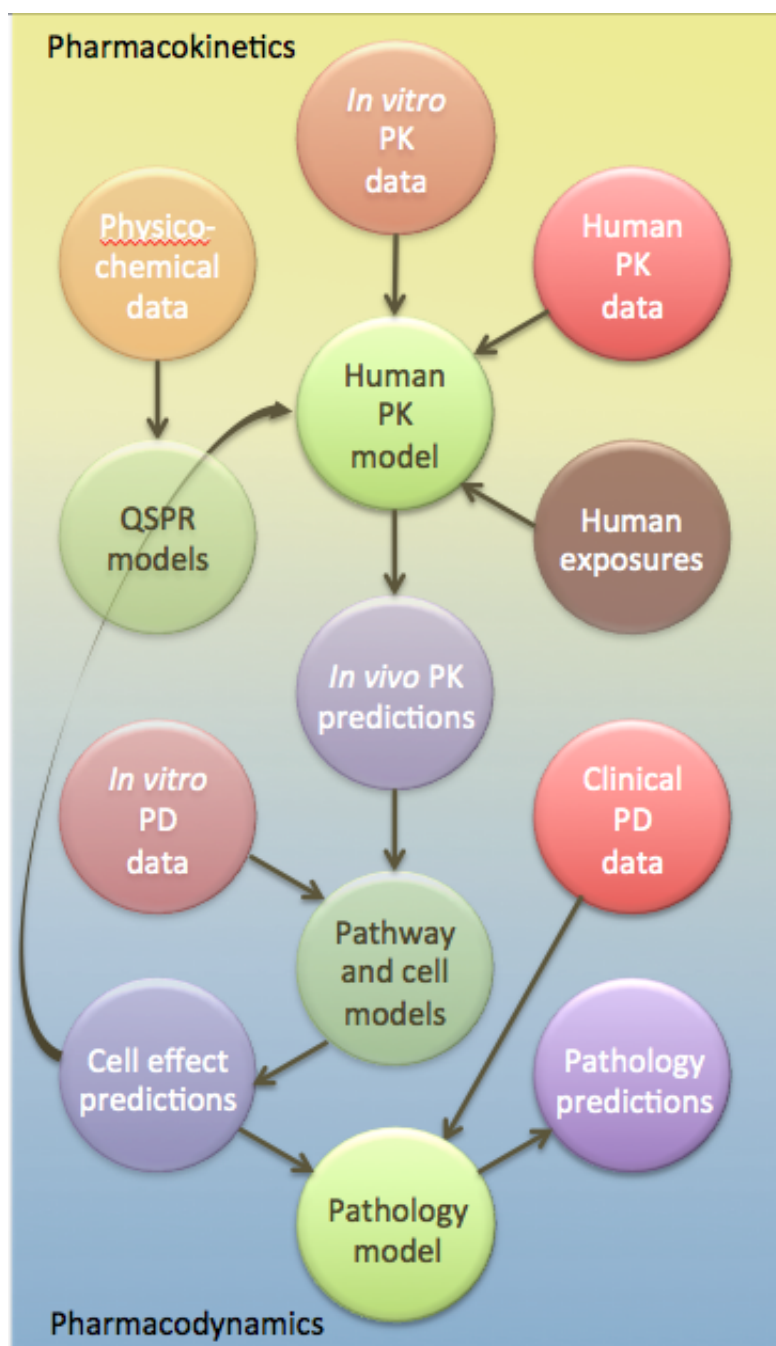 Pharmacokinetics
In vitro
PK
data
Physico-
chemical
data
Human
PK
data
Human
PK
model
QSPR
models
Human
exposures
In vivo PK
predictions
In vitro
PD
data
Clinical
PD
data
Pathway
and cell
models
Cell effect
predictions
Pathology
predictions
Pathology
model
Pharmacodynamics